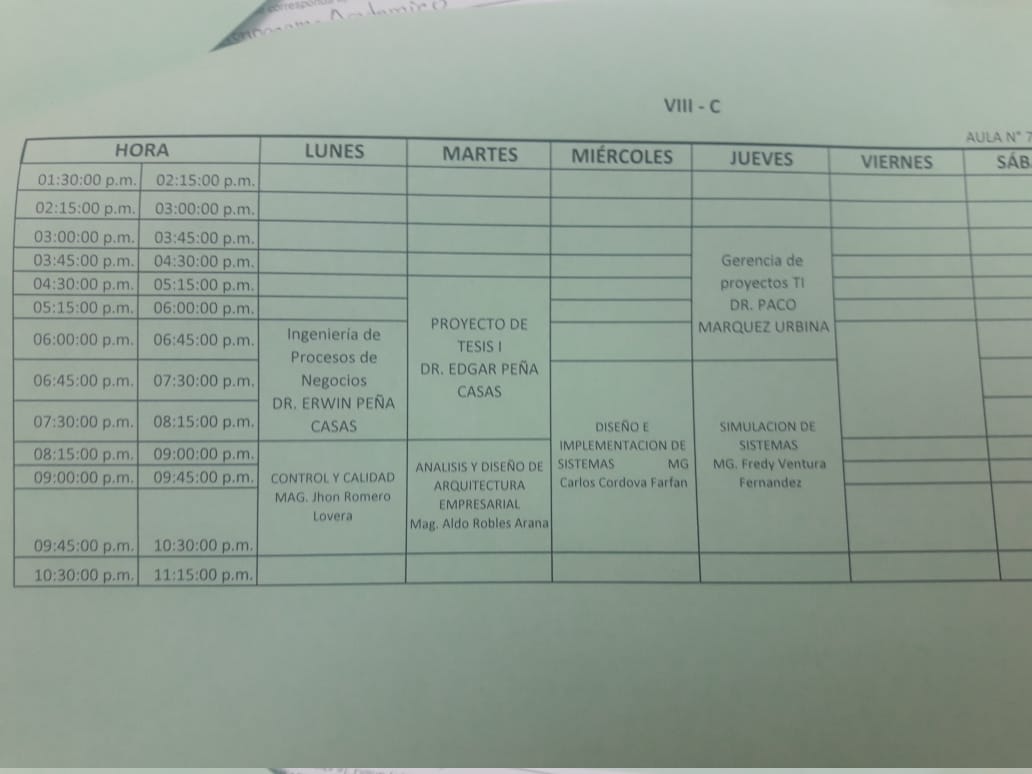 corresponde
Academico
VIII - C
AULA N° 7
HORA LUNES MARTES MIÉRCOLES JUEVES VIERNES SÁB
01:30:00 p.m. 02:15:00 p.m.
02:15:00 p.m. 03:00:00 p.m.
03:00:00 p.m. 03:45:00 p.m.
03:45:00 p.m. 04:30:00 p.m.
04:30:00 p.m. 05:15:00 p.m.
05:15:00 p.m. 06:00:00 p.m.
06:00:00 p.m. 06:45:00 p.m.
06:45:00 p.m. 07:30:00 p.m.
07:30:00 p.m. 08:15:00 p.m.
08:15:00 p.m. 09:00:00 p.m.
09:00:00 p.m. 09:45:00 p.m.
09:45:00 p.m. 10:30:00 p.m.
10:30:00 p.m. 11:15:00 p.m.
Ingeniería de
Procesos de
Negocios
DR. ERWIN PEÑA
CASAS
CONTROL Y CALIDAD
MAG. Jhon Romero
Lovera
PROYECTO DE
TESIS I
DR. EDGAR PEÑA
CASAS
ANALISIS Y DISEÑO DE
ARQUITECTURA
EMPRESARIAL
Mag. Aldo Robles Arana
DISEÑO E
IMPLEMENTACION DE
SISTEMAS MG
Carlos Cordova Farfan
Gerencia de
proyectos TI
DR. PACO
MARQUEZ URBINA
SIMULACION DE
SISTEMAS
MG. Fredy Ventura
Fernandez